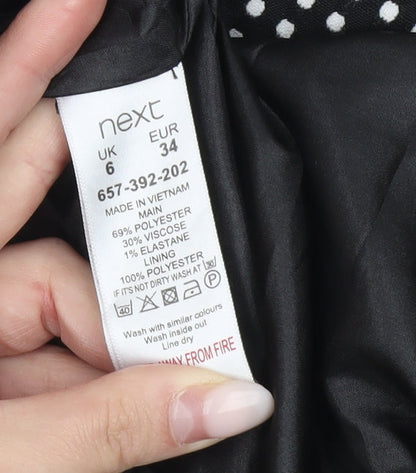 next
UK EUR
6 34
657-392-202
MADE IN VIETNAM
MAIN
69% POLYESTER
30% VISCOSE
1% ELASTANE
LINING
100% POLYESTER
IF IT'S NOT DIRTY WASH AT 30
40 P
Wash with similar colours
Wash inside out
Line dry
AWAY FROM FIRE